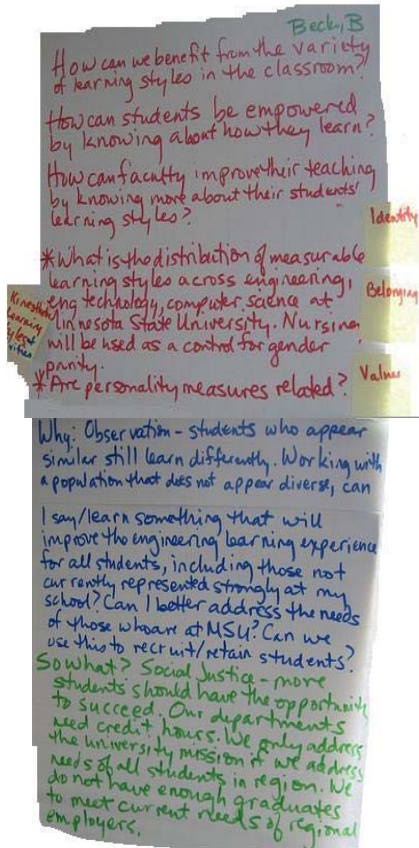 Beck, B
How can we benefit from the variety
of learning styles in the classroom?
How can students be empowered
by knowing about how they learn?
How can faculty improve their teaching
by knowing more about their students'
learning styles?
Identity
* What is the distribution of measurable
learning styles across engineering,
eng technology, computer science at
Minnesota State University. Nursing
will be used as a control for gender
parity.
* Are personality measures related?
Belonging
Values
Kinesthetic
Learning
Styles
Why: Observation - students who appear
similar still learn differently. Working with
a population that does not appear diverse, can
I say/learn something that will
improve the engineering learning experience
for all students, including those not
currently represented strongly at my
school? Can I better address the needs
of those who are at MSU? Can we
use this to recruit/retain students?
So what? Social Justice - more
students should have the opportunity
to succeed. Our departments
need credit hours. We only address
the university mission if we address
needs of all students in region. We
do not have enough graduates
to meet current needs of regional
employers.